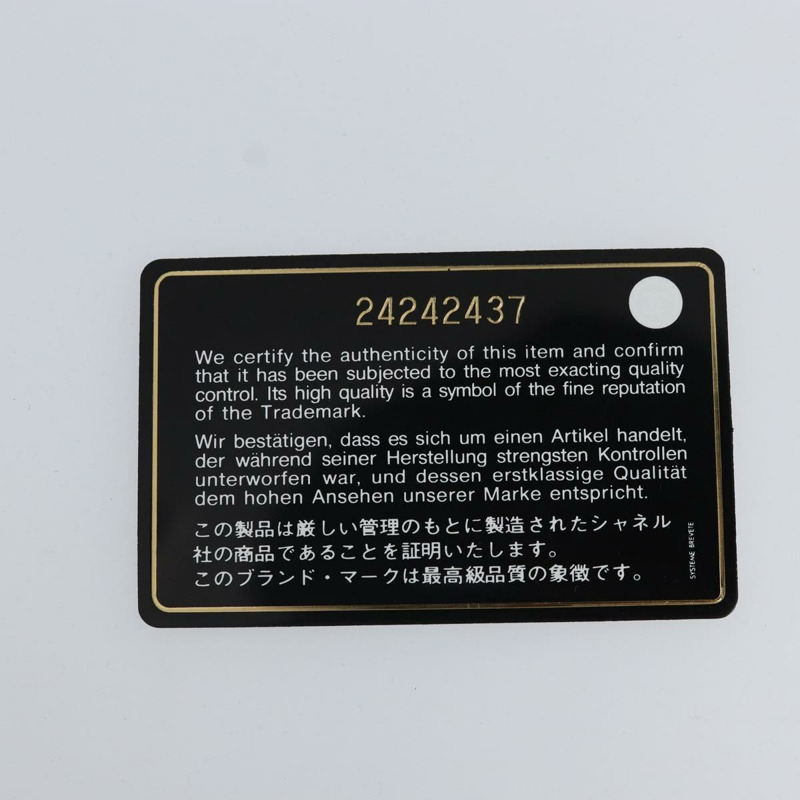 24242437
We certify the authenticity of this item and confirm
that it has been subjected to the most exacting quality
control. Its high quality is a symbol of the fine reputation
of the Trademark.
Wir bestätigen, dass es sich um einen Artikel handelt,
der während seiner Herstellung strengsten Kontrollen
unterworfen war, und dessen erstklassige Qualität
dem hohen Ansehen unserer Marke entspricht.
この製品は厳しい管理のもとに製造されたシャネル
社の商品であることを証明いたします。
このブランド・マークは最高級品質の象徴です。
SYSTEME BREVETE